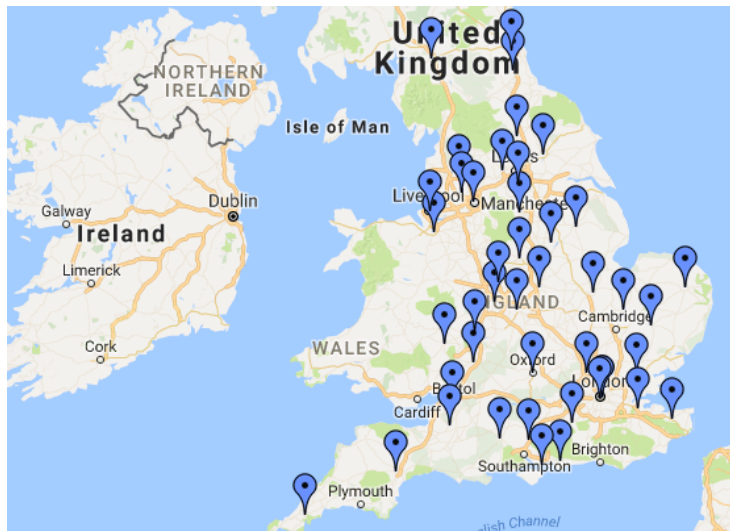 United
Kingdom
NORTHERN
IRELAND
Isle of Man
Leeds
Dublin
Liverpool
Manchester
Galway
Ireland
Limerick
ENGLAND
Cambridge
Cork
WALES
Oxford
Bristol
London
Cardiff
Brighton
Southampton
Plymouth
English Channel